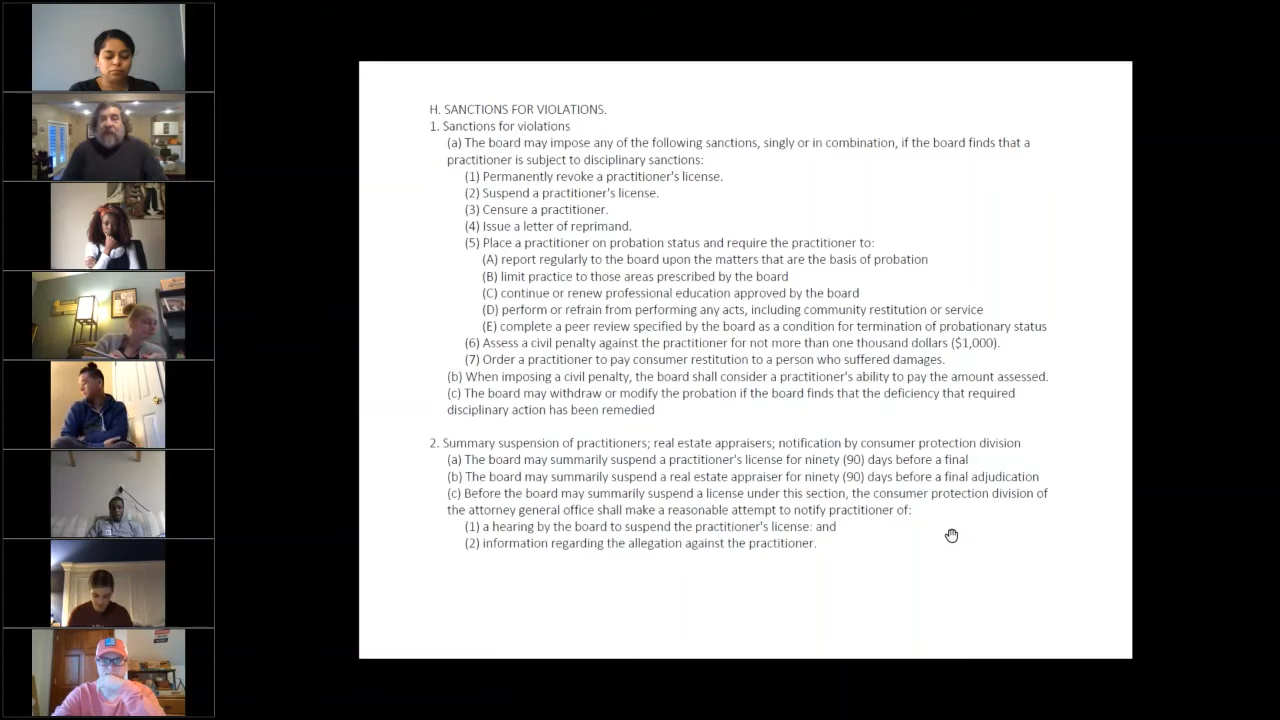 H. SANCTIONS FOR VIOLATIONS.
1. Sanctions for violations
(a) The board may impose any of the following sanctions, singly or in combination, if the board finds that a
practitioner is subject to disciplinary sanctions:
(1) Permanently revoke a practitioner's license.
(2) Suspend a practitioner's license.
(3) Censure a practitioner.
(4) Issue a letter of reprimand.
(5) Place a practitioner on probation status and require the practitioner to:
(A) report regularly to the board upon the matters that are the basis of probation
(B) limit practice to those areas prescribed by the board
(C) continue or renew professional education approved by the board
(D) perform or refrain from performing any acts, including community restitution or service
(E) complete a peer review specified by the board as a condition for termination of probationary status
(6) Assess a civil penalty against the practitioner for not more than one thousand dollars ($1,000).
(7) Order a practitioner to pay consumer restitution to a person who suffered damages.
(b) When imposing a civil penalty, the board shall consider a practitioner's ability to pay the amount assessed.
(c) The board may withdraw or modify the probation if the board finds that the deficiency that required
disciplinary action has been remedied
2. Summary suspension of practitioners; real estate appraisers; notification by consumer protection division
(a) The board may summarily suspend a practitioner's license for ninety (90) days before a final
(b) The board may summarily suspend a real estate appraiser for ninety (90) days before a final adjudication
(c) Before the board may summarily suspend a license under this section, the consumer protection division of
the attorney general office shall make a reasonable attempt to notify practitioner of:
(1) a hearing by the board to suspend the practitioner's license: and
(2) information regarding the allegation against the practitioner.